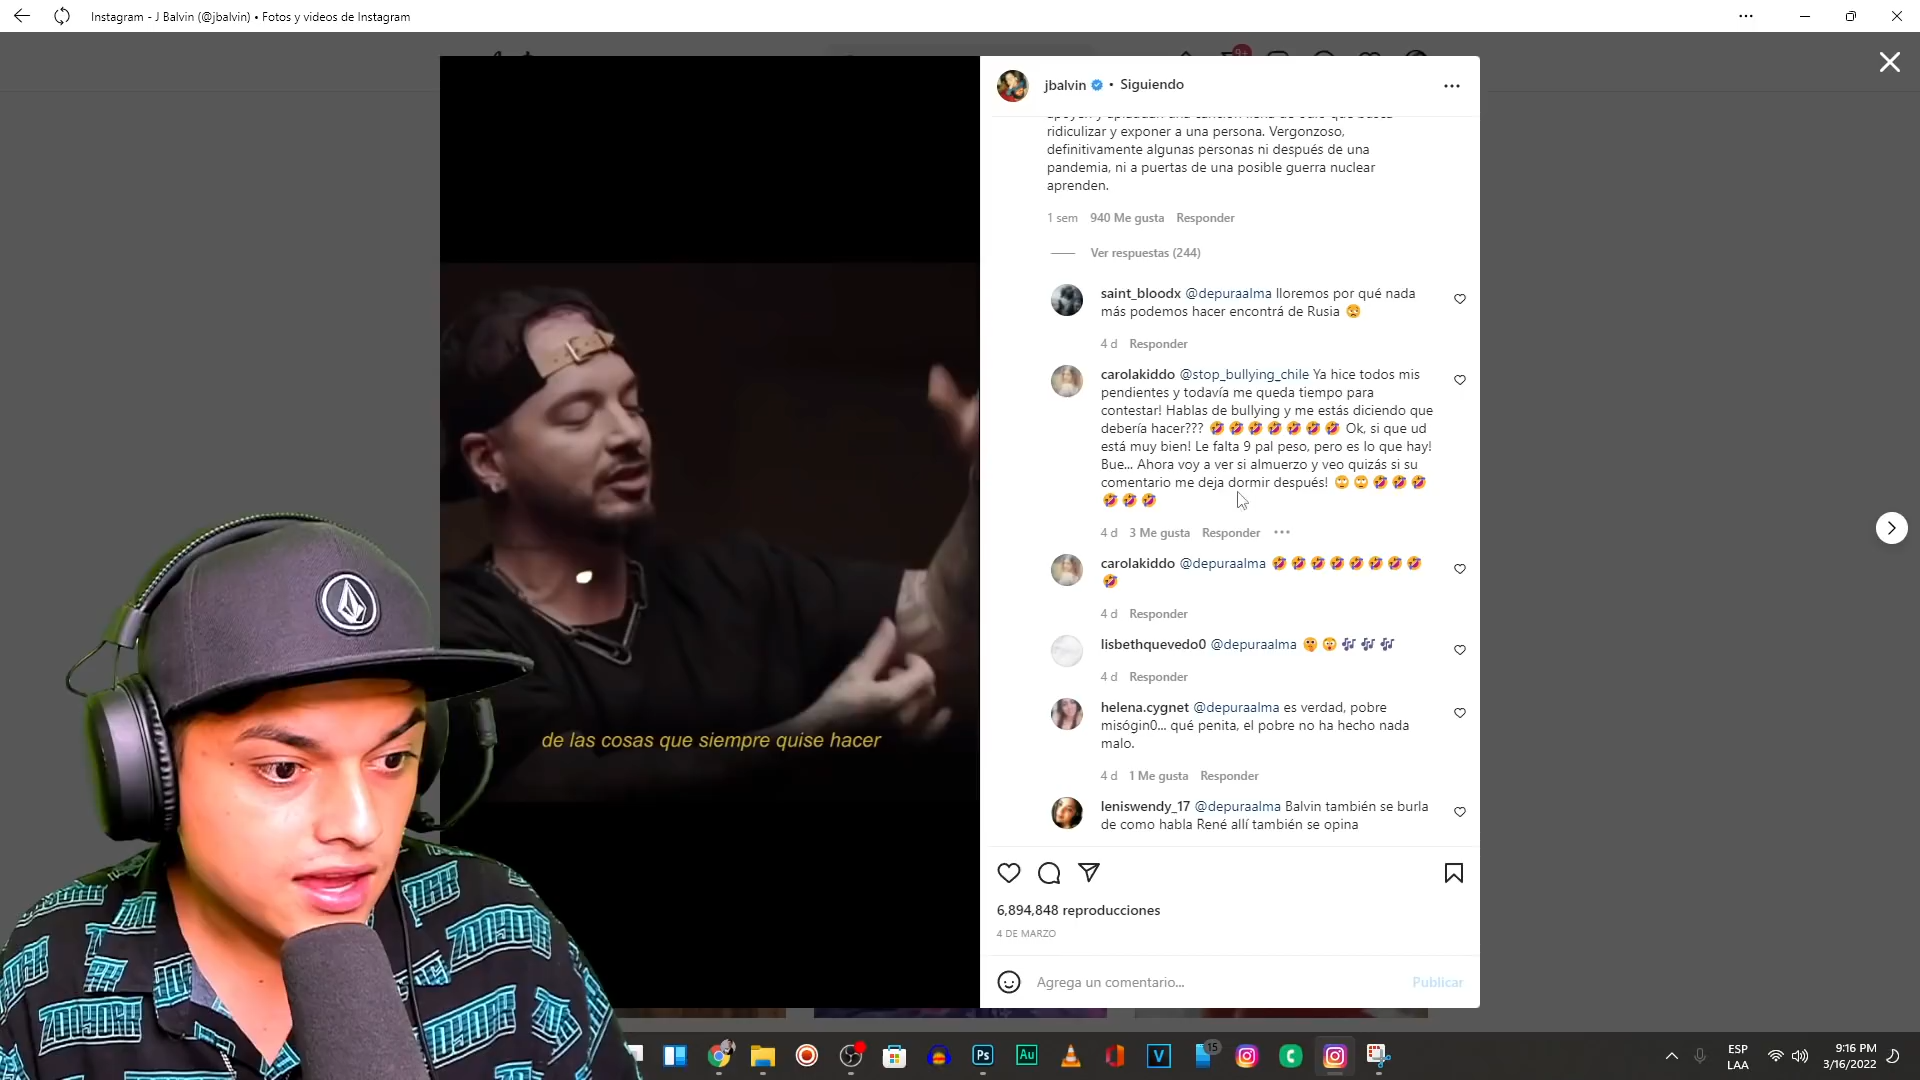 Instagram - J Balvin (@jbalvin) • Fotos y videos de Instagram
9+
jbalvin • Siguiendo
ridiculizar y exponer a una persona. Vergonzoso,
definitivamente algunas personas ni después de una
pandemia, ni a puertas de una posible guerra nuclear
aprenden.
1 sem 940 Me gusta Responder
Ver respuestas (244)
saint_bloodx @depuraalma lloremos por qué nada
más podemos hacer encontrá de Rusia 😥
4 d Responder
carolakiddo @stop_bullying_chile Ya hice todos mis
pendientes y todavía me queda tiempo para
contestar! Hablas de bullying y me estás diciendo que
debería hacer??? 🤣🤣🤣🤣🤣🤣🤣 Ok, si que ud
está muy bien! Le falta 9 pal peso, pero es lo que hay!
Bue... Ahora voy a ver si almuerzo y veo quizás si su
comentario me deja dormir después! 🙄🙄🤣🤣🤣
🤣🤣🤣
4 d 3 Me gusta Responder •••
carolakiddo @depuraalma 🤣🤣🤣🤣🤣🤣🤣🤣
🤣
4 d Responder
lisbethquevedo0 @depuraalma 🤫😲🎶🎶🎶
4 d Responder
helena.cygnet @depuraalma es verdad, pobre
misógin0... qué penita, el pobre no ha hecho nada
malo.
4 d 1 Me gusta Responder
leniswendy_17 @depuraalma Balvin también se burla
de como habla René allí también se opina
de las cosas que siempre quise hacer
6,894,848 reproducciones
4 DE MARZO
Agrega un comentario...
Publicar
Ps
Au
V
15
ESP
LAA
9:16 PM
3/16/2022